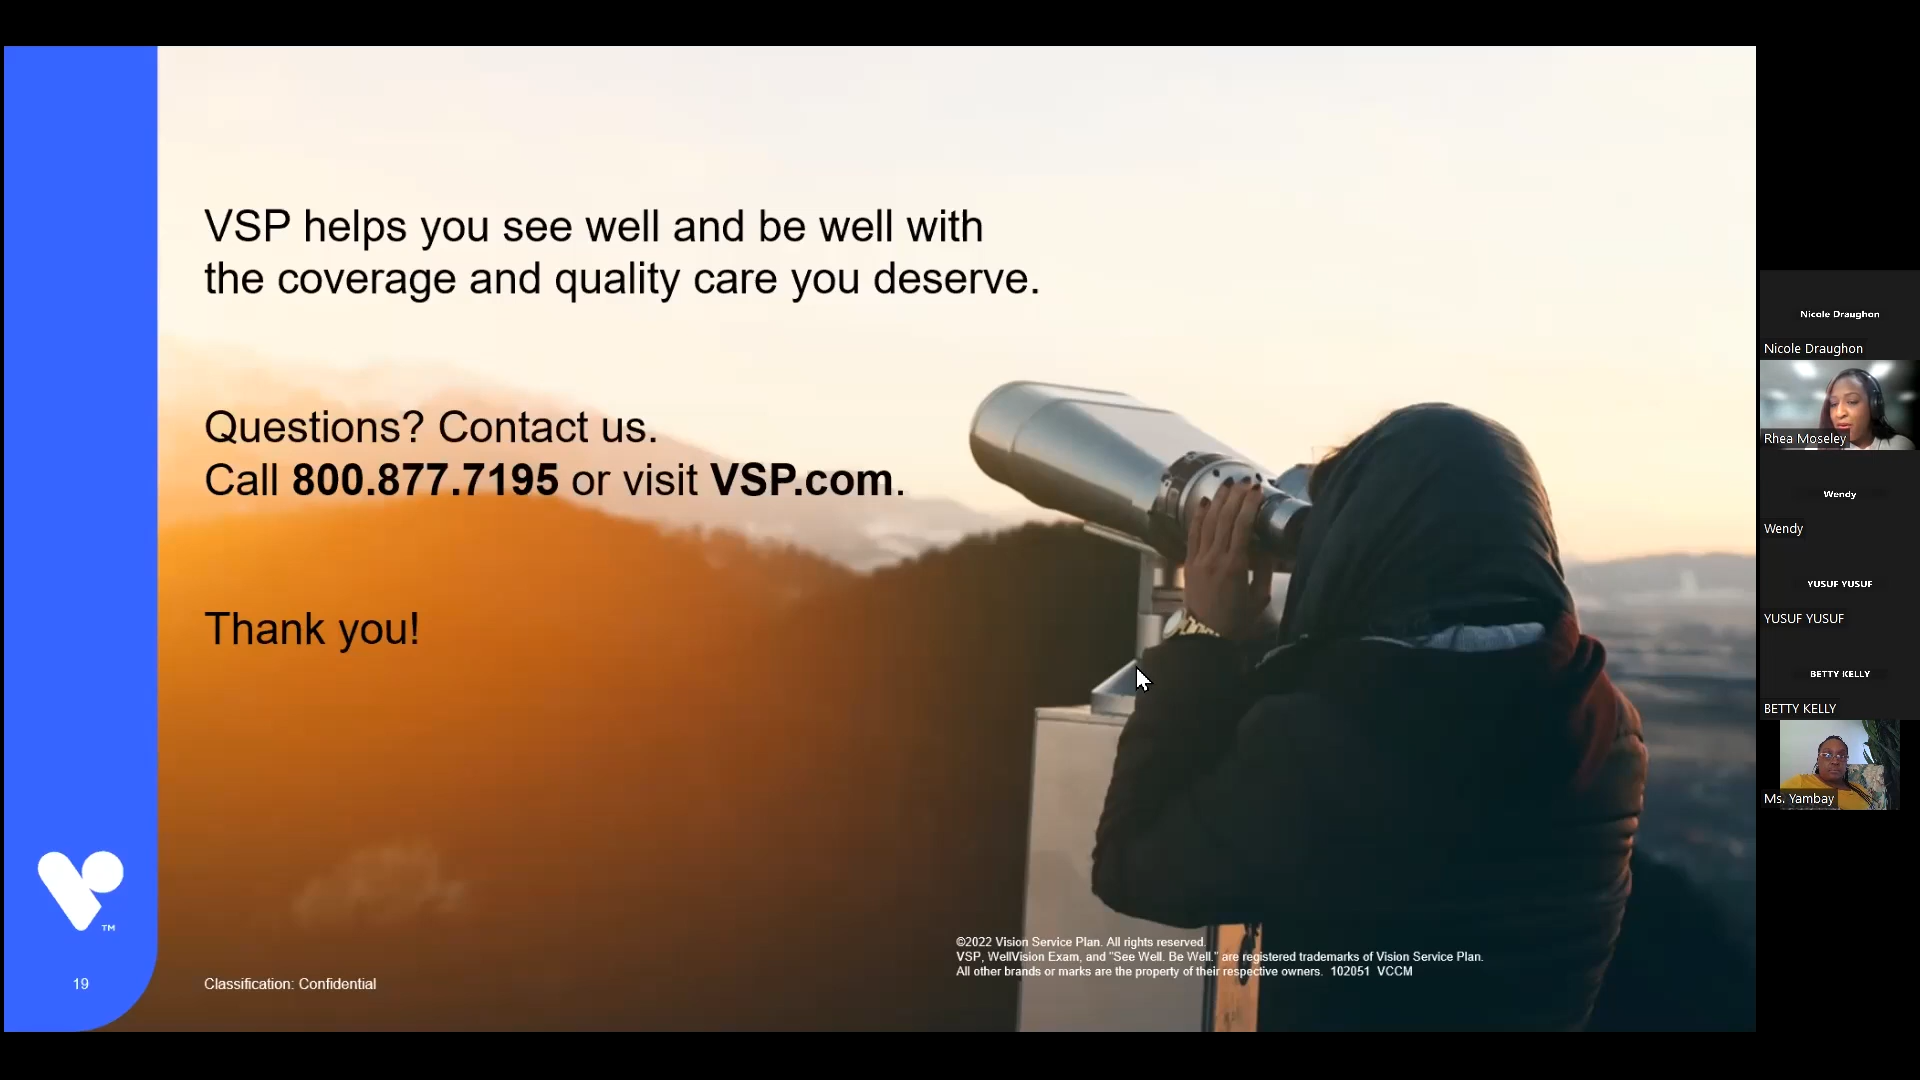 VSP helps you see well and be well with
the coverage and quality care you deserve.
Questions? Contact us.
Call 800.877.7195 or visit VSP.com.
Thank you!
TM
19
Classification: Confidential
©2022 Vision Service Plan. All rights reserved.
VSP, WellVision Exam, and "See Well. Be Well." are registered trademarks of Vision Service Plan.
All other brands or marks are the property of their respective owners. 102051 VCCM
Nicole Draughon
Nicole Draughon
Rhea Moseley
Wendy
Wendy
YUSUF YUSUF
YUSUF YUSUF
BETTY KELLY
BETTY KELLY
Ms. Yambay